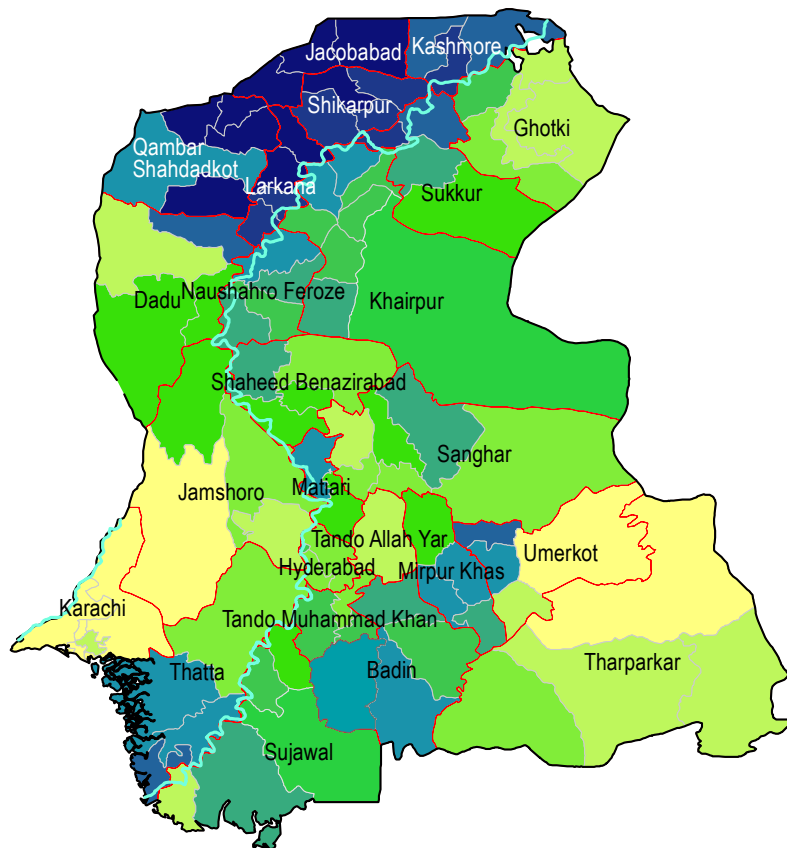 Kashmore
Jacobabad
Shikarpur
Ghotki
Qambar
Shahdadkot
Larkana
Sukkur
Naushahro Feroze
Dadu
Khairpur
Shaheed Benazirabad
Sanghar
Jamshoro
Matiari
Tando Allah Yar
Umerkot
Hyderabad
Mirpur Khas
Karachi
Tando Muhammad Khan
Tharparkar
Thatta
Badin
Sujawal